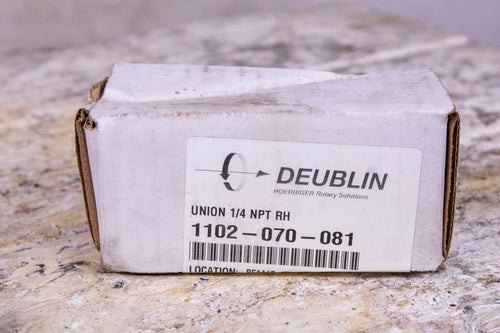 DEUBLIN
HOERBIGER Rotary Solutions
UNION 1/4 NPT RH
1102-070-081
LOCATION: